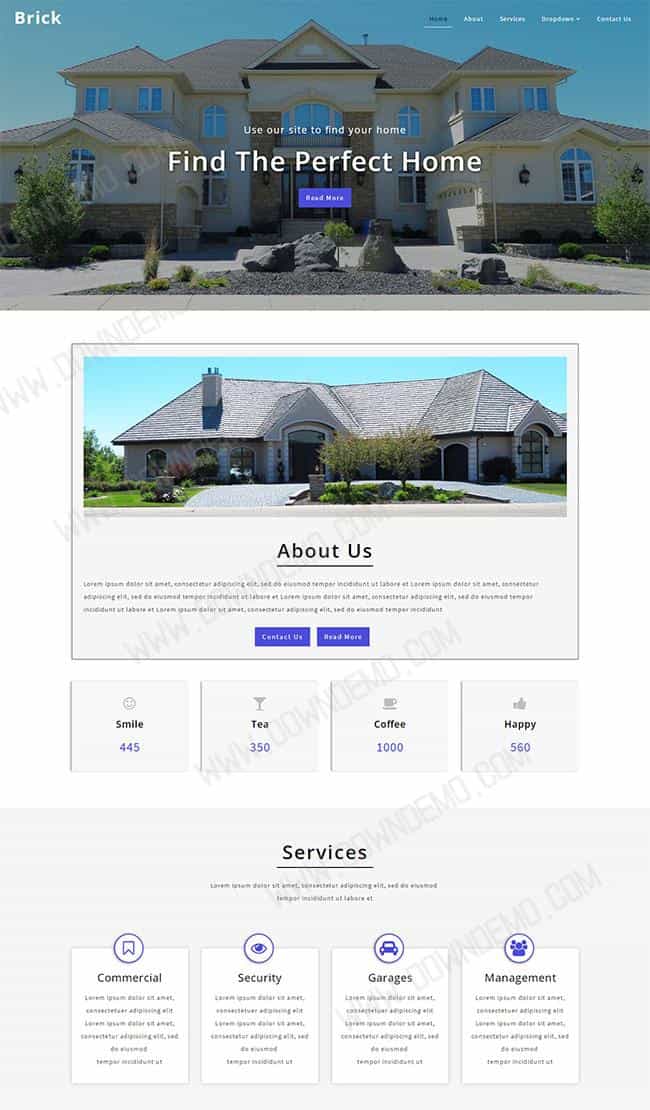 Brick
Home About Services Dropdown Contact Us
Use our site to find your home
Find The Perfect Home
Read More
About Us
Lorem ipsum dolor sit amet, consectetur adipiscing elit, sed do eiusmod tempor incididunt ut labore et Lorem ipsum dolor sit amet, consectetur adipiscing elit, sed do eiusmod tempor incididunt ut labore et Lorem ipsum dolor sit amet, consectetur adipiscing elit, sed do eiusmod tempor incididunt ut labore et Lorem ipsum dolor sit amet, consectetur adipiscing elit, sed do eiusmod tempor incididunt
Contact Us Read More
Smile Tea Coffee Happy
445 350 1000 560
Services
Lorem ipsum dolor sit amet, consectetur adipiscing elit, sed do eiusmod
tempor incididunt ut labore et
Commercial
Lorem ipsum dolor sit amet,
consectetuer adipiscing elit
Lorem ipsum dolor sit amet,
consectetur adipiscing elit, sed
do eiusmod
tempor incididunt ut
Security
Lorem ipsum dolor sit amet,
consectetuer adipiscing elit
Lorem ipsum dolor sit amet,
consectetur adipiscing elit, sed
do eiusmod
tempor incididunt ut
Garages
Lorem ipsum dolor sit amet,
consectetuer adipiscing elit
Lorem ipsum dolor sit amet,
consectetur adipiscing elit, sed
do eiusmod
tempor incididunt ut
Management
Lorem ipsum dolor sit amet,
consectetuer adipiscing elit
Lorem ipsum dolor sit amet,
consectetur adipiscing elit, sed
do eiusmod
tempor incididunt ut
WWW.DOWNDEMO.COM